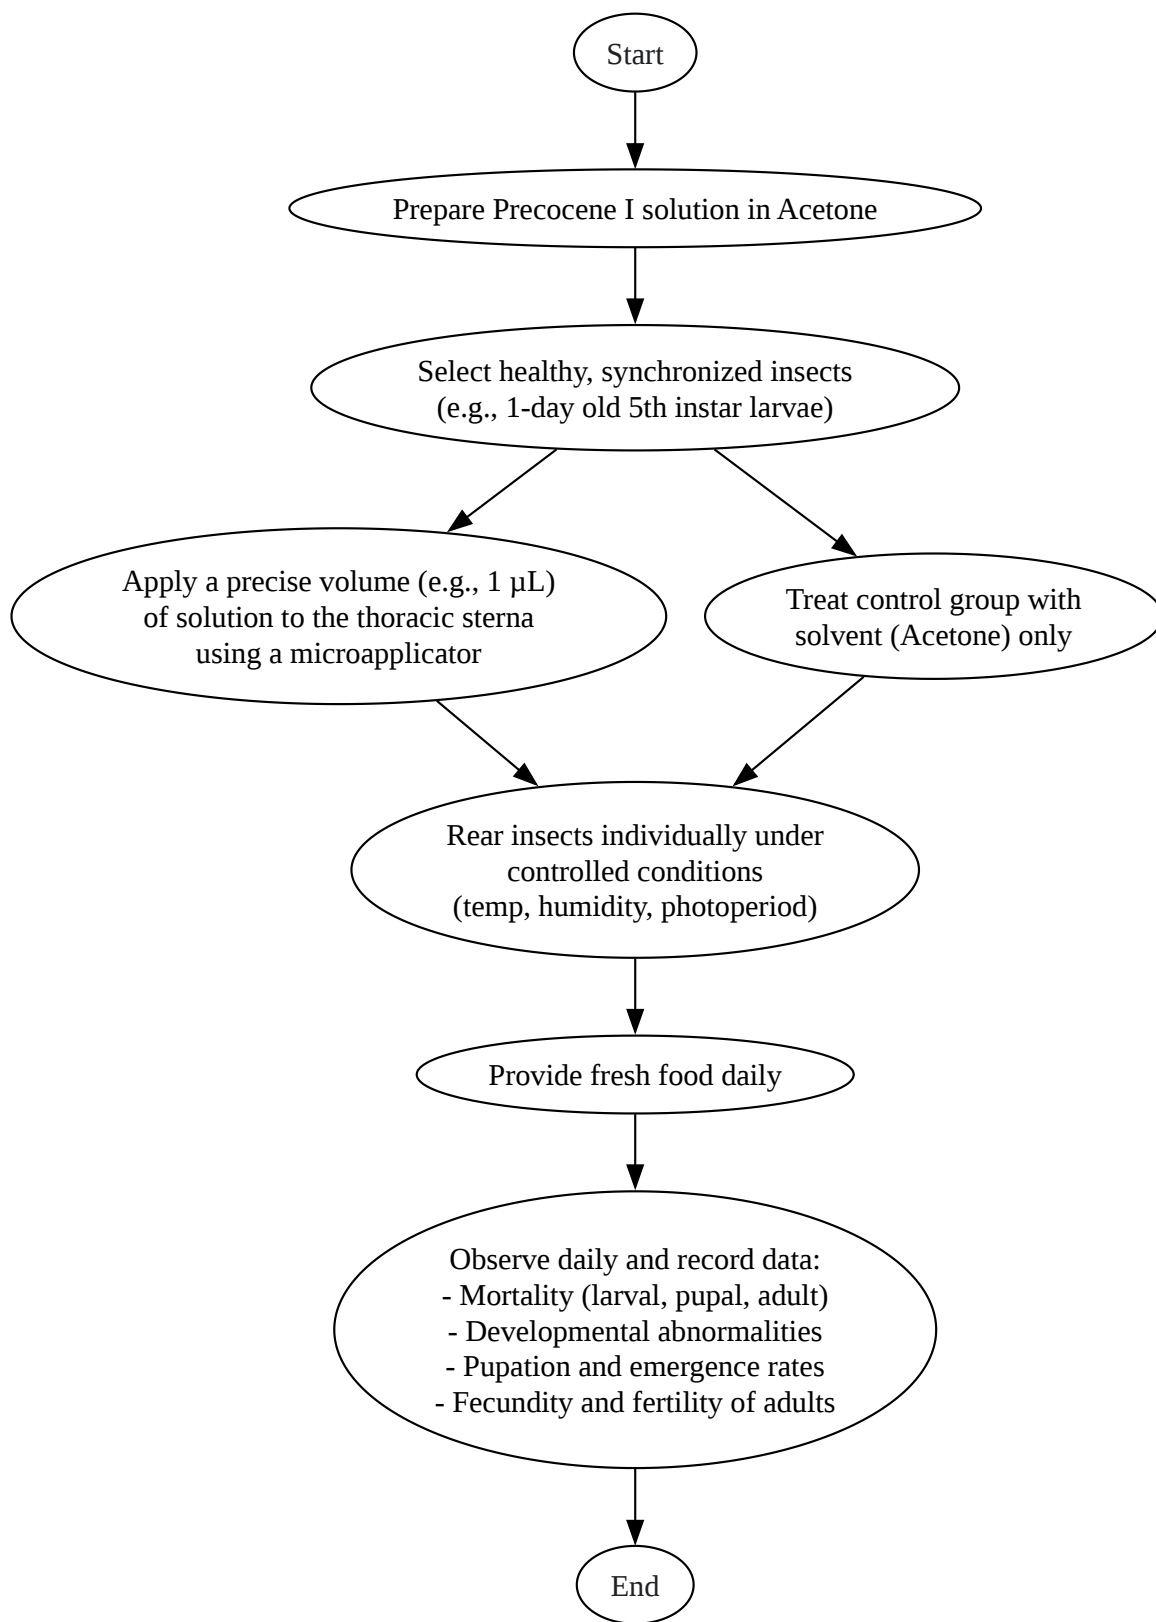 Start
Prepare Precocene I solution in Acetone
Select healthy, synchronized insects
(e.g., 1-day old 5th instar larvae)
Apply a precise volume (e.g., 1 µL)
of solution to the thoracic sterna
using a microapplicator
Treat control group with
solvent (Acetone) only
Rear insects individually under
controlled conditions
(temp, humidity, photoperiod)
Provide fresh food daily
Observe daily and record data:
- Mortality (larval, pupal, adult)
- Developmental abnormalities
- Pupation and emergence rates
- Fecundity and fertility of adults
End